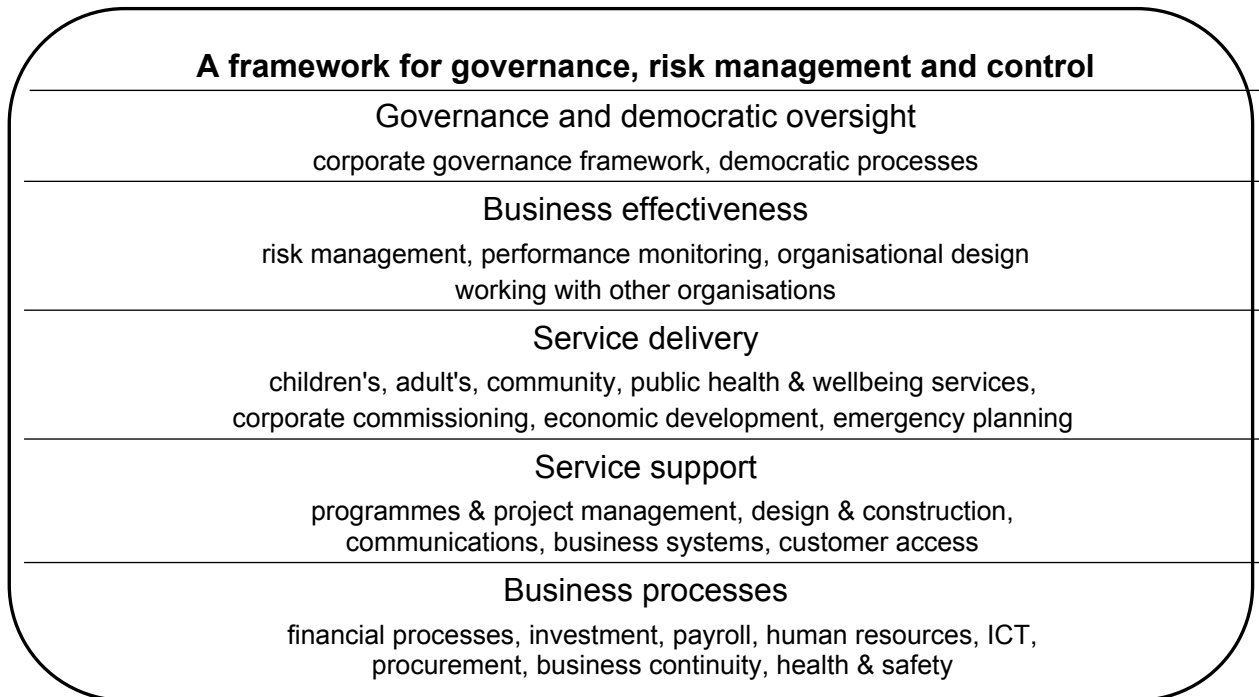 A framework for governance, risk management and control
Governance and democratic oversight
corporate governance framework, democratic processes
Business effectiveness
risk management, performance monitoring, organisational design
working with other organisations
Service delivery
children's, adult's, community, public health & wellbeing services,
corporate commissioning, economic development, emergency planning
Service support
programmes & project management, design & construction,
communications, business systems, customer access
Business processes
financial processes, investment, payroll, human resources, ICT,
procurement, business continuity, health & safety